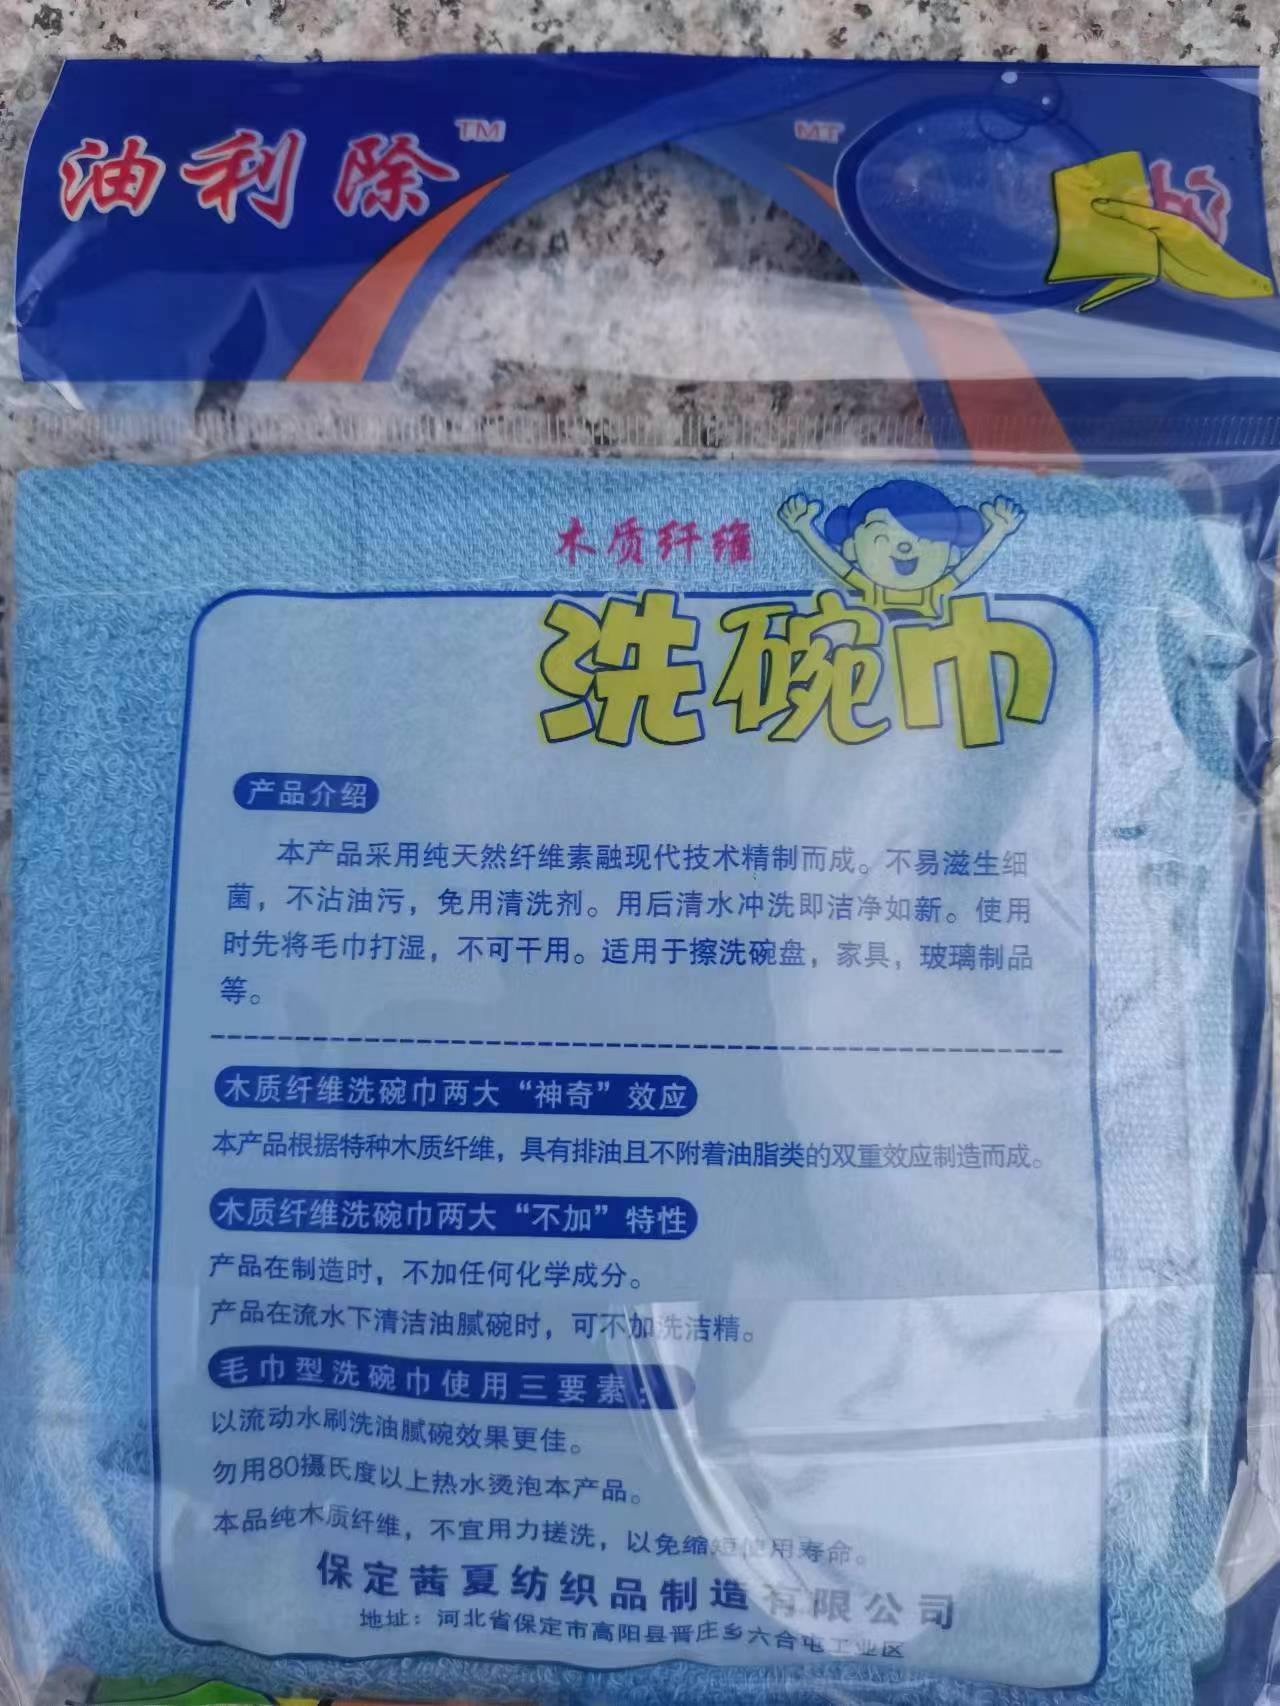 油利除TM
MT
木质纤维
洗碗巾
产品介绍
本产品采用纯天然纤维素融现代技术精制而成。不易滋生细
菌，不沾油污，免用清洗剂。用后清水冲洗即洁净如新。使用
时先将毛巾打湿，不可干用。适用于擦洗碗盘，家具，玻璃制品
等。
木质纤维洗碗巾两大“神奇”效应
本产品根据特种木质纤维，具有排油且不附着油脂类的双重效应制造而成。
木质纤维洗碗巾两大“不加”特性
产品在制造时，不加任何化学成分。
产品在流水下清洁油腻碗时，可不加洗洁精。
毛巾型洗碗巾使用三要素：
以流动水刷洗油腻碗效果更佳。
勿用80摄氏度以上热水烫泡本产品。
本品纯木质纤维，不宜用力搓洗，以免缩短使用寿命。
保定茜夏纺织品制造有限公司
地址：河北省保定市高阳县晋庄乡六合屯工业区